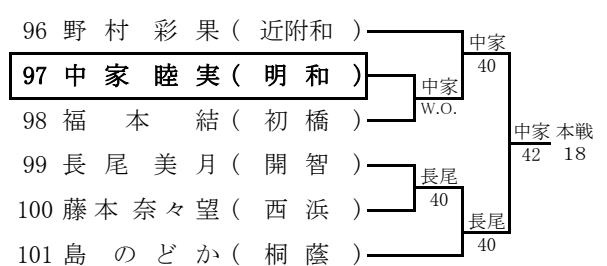 96 野村 彩果 ( 近附和 )
97 中家 睦実 ( 明和 )
98 福本 結 ( 初橋 )
99 長尾 美月 ( 開智 )
100 藤本 奈々望 ( 西浜 )
101 島 のどか ( 桐蔭 )
中家
W.O.
長尾
40
中家
40
長尾
40
中家
42
本戦
18